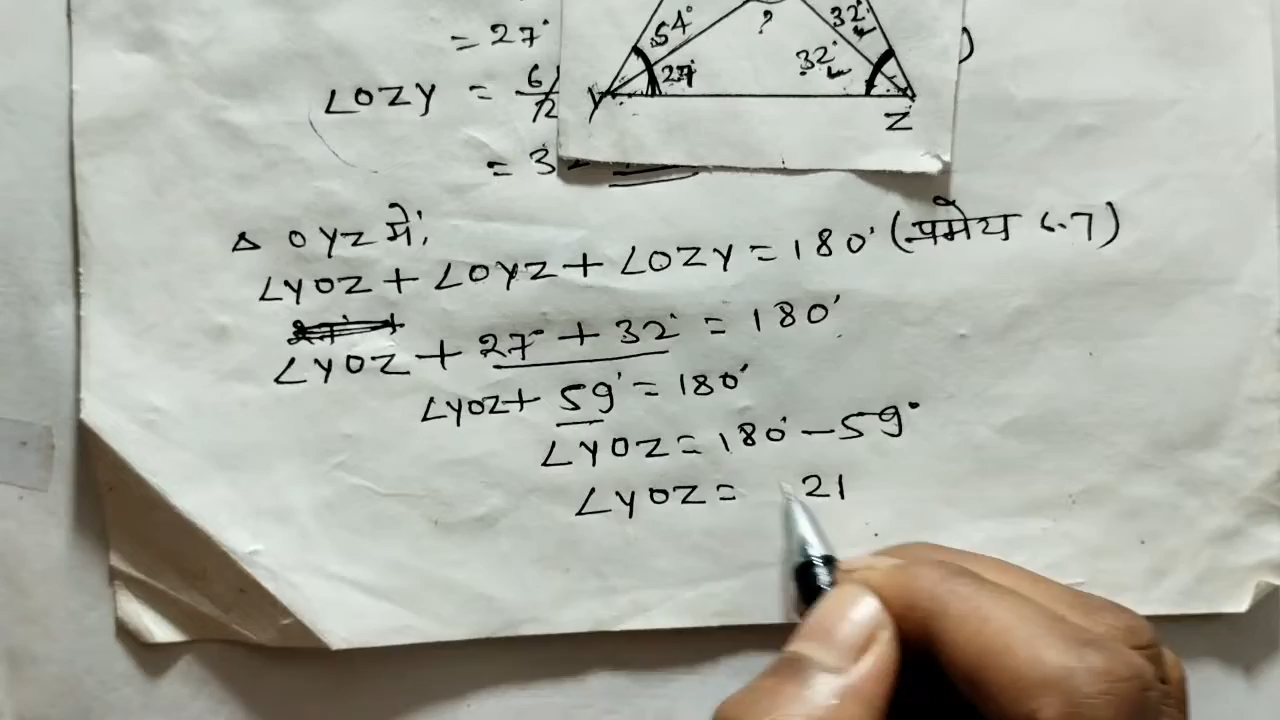 = 27°
∠OZY = 6/2
= 3
54° ? 32°
27° 32°
Y Z
△ OYZ में,
∠YOZ + ∠OYZ + ∠OZY = 180° (प्रमेय 6.7)
∠YOZ + 27° + 32° = 180°
∠YOZ + 59° = 180°
∠YOZ = 180° - 59°
∠YOZ = 21